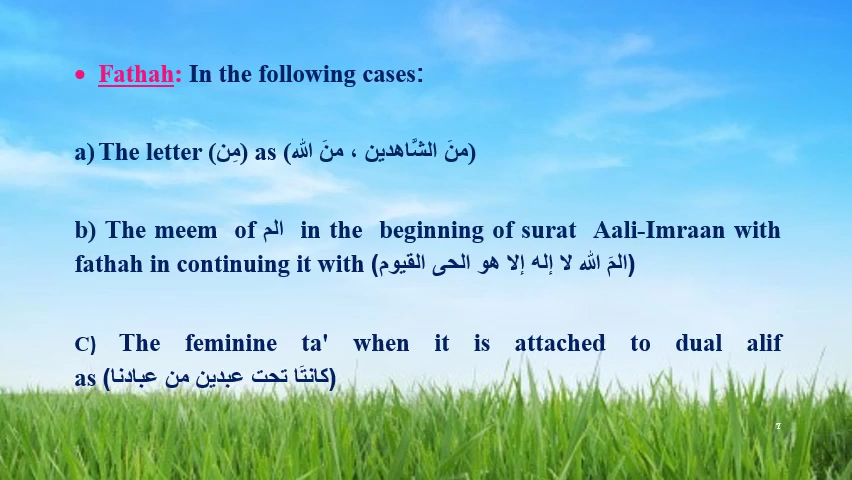 • Fathah: In the following cases:
a) The letter (مِن) as (منَ الشَّاهدين ، منَ الله)
b) The meem of الم in the beginning of surat Aali-Imraan with
fathah in continuing it with (المَ الله لا إله إلا هو الحى القيوم)
C) The feminine ta' when it is attached to dual alif
as (كانتَا تحت عبدين من عبادنا)
7